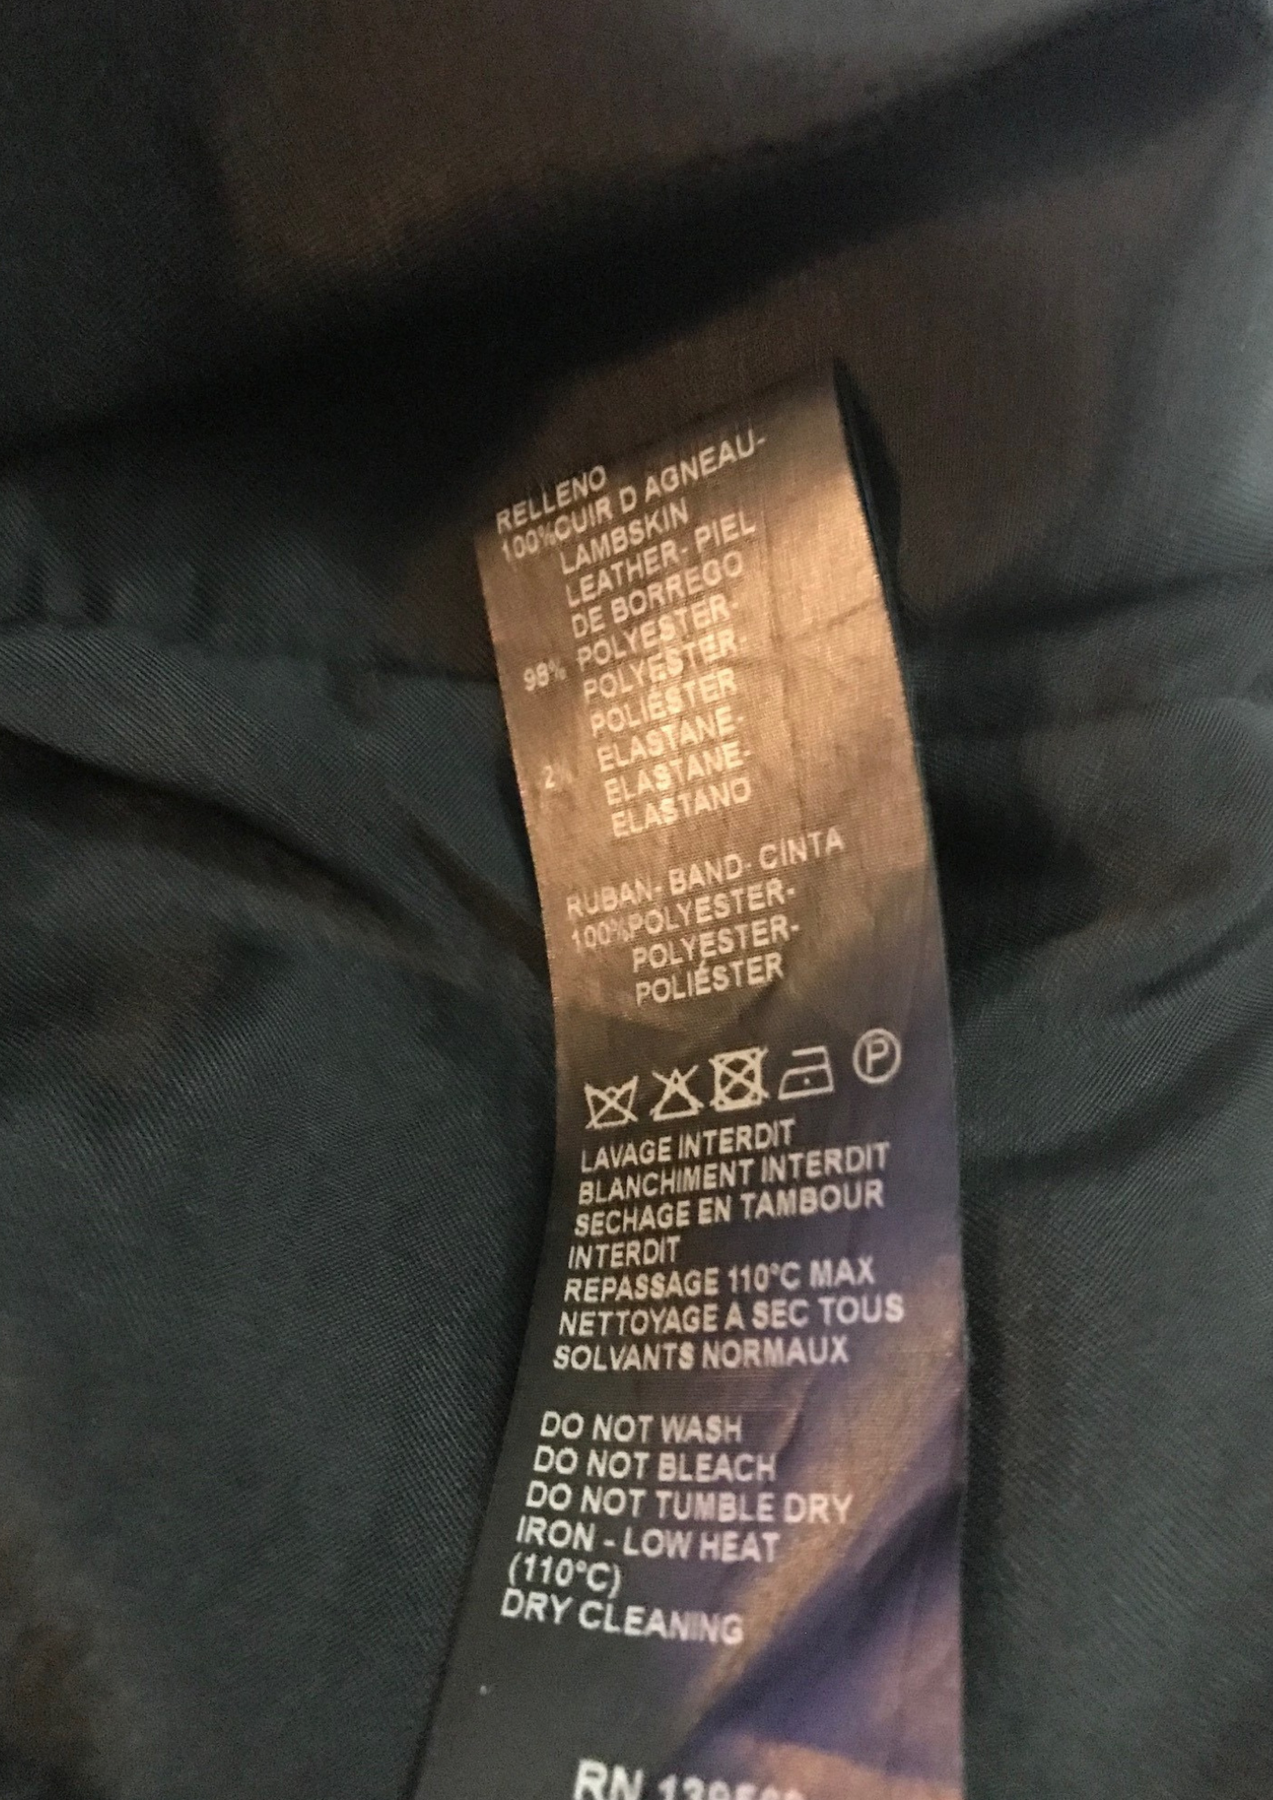 RELLENO
100%CUIR D AGNEAU-
LAMBSKIN
LEATHER- PIEL
DE BORREGO
98% POLYESTER-
POLYESTER-
POLIÉSTER
2% ELASTANE-
ELASTANE-
ELASTANO
RUBAN- BAND- CINTA
100%POLYESTER-
POLYESTER-
POLIÉSTER
P
LAVAGE INTERDIT
BLANCHIMENT INTERDIT
SECHAGE EN TAMBOUR
INTERDIT
REPASSAGE 110°C MAX
NETTOYAGE A SEC TOUS
SOLVANTS NORMAUX
DO NOT WASH
DO NOT BLEACH
DO NOT TUMBLE DRY
IRON - LOW HEAT
(110°C)
DRY CLEANING
RN